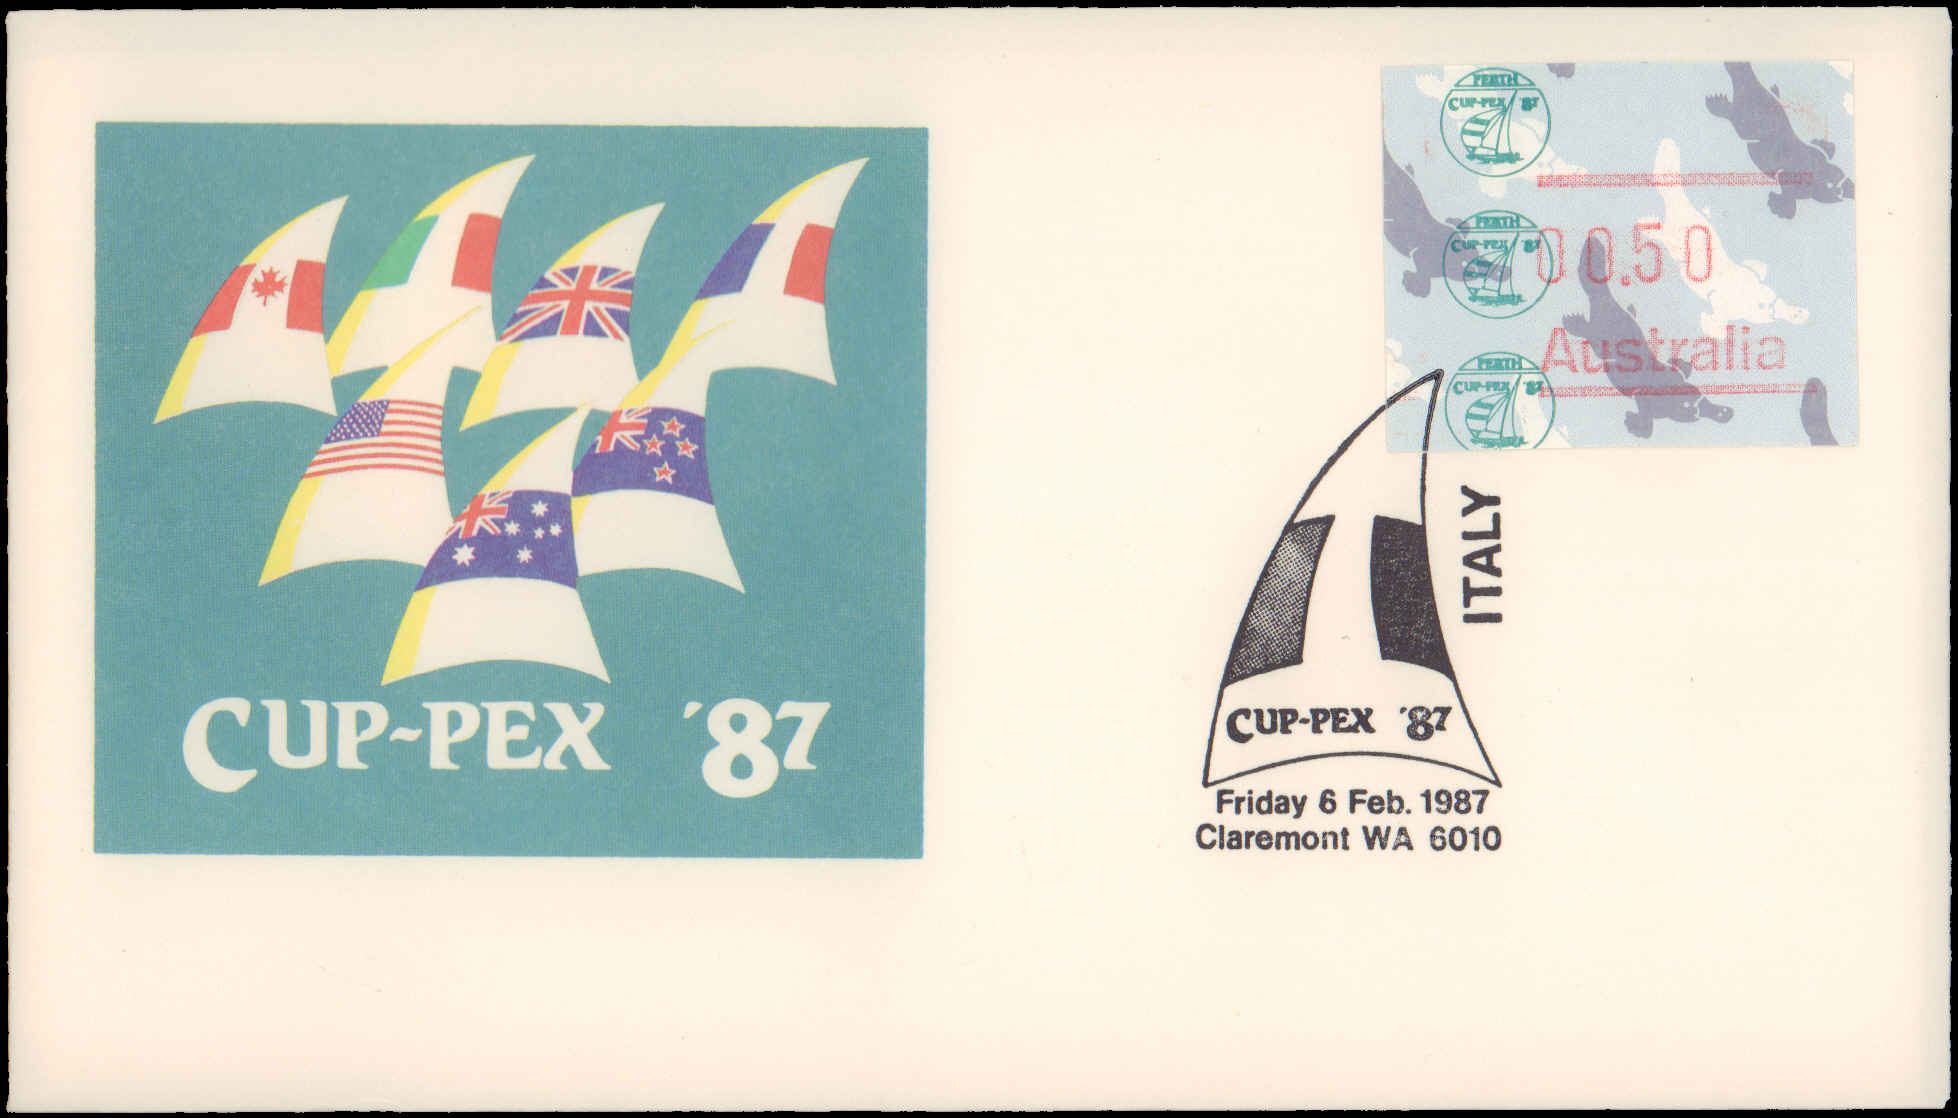 CUP-PEX '87
PERTH
CUP-PEX '87
PERTH
CUP-PEX '87
00.50
Australia
PERTH
CUP-PEX '87
ITALY
CUP-PEX '87
Friday 6 Feb. 1987
Claremont WA 6010